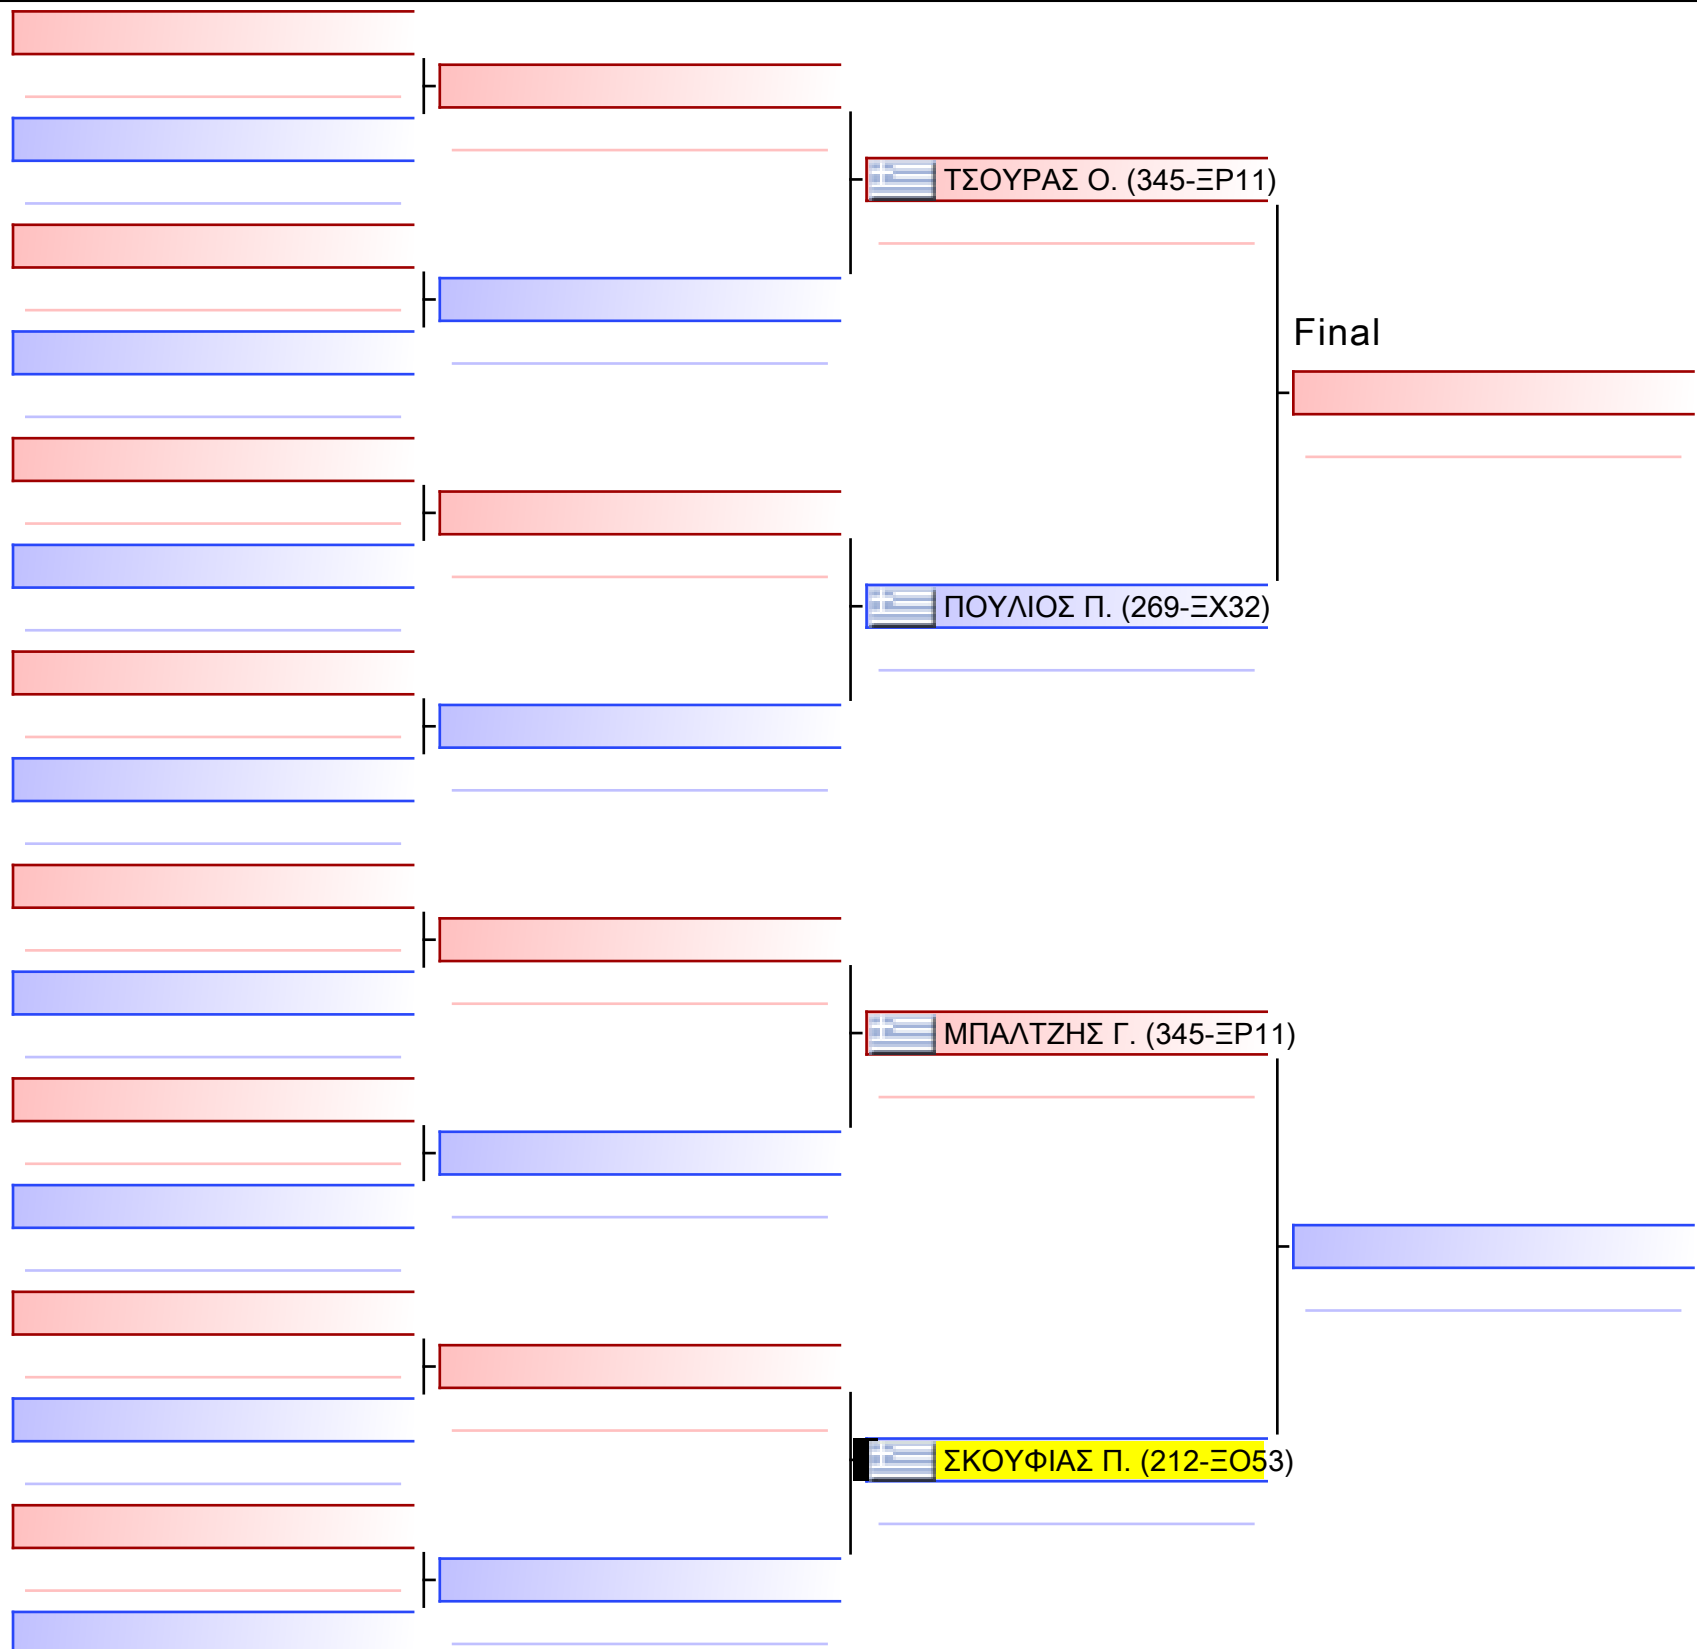 ΤΣΟΥΡΑΣ Ο. (345-ΞΡ11)
Final
ΠΟΥΛΙΟΣ Π. (269-ΞΧ32)
ΜΠΑΛΤΖΗΣ Γ. (345-ΞΡ11)
ΣΚΟΥΦΙΑΣ Π. (212-ΞΟ53)